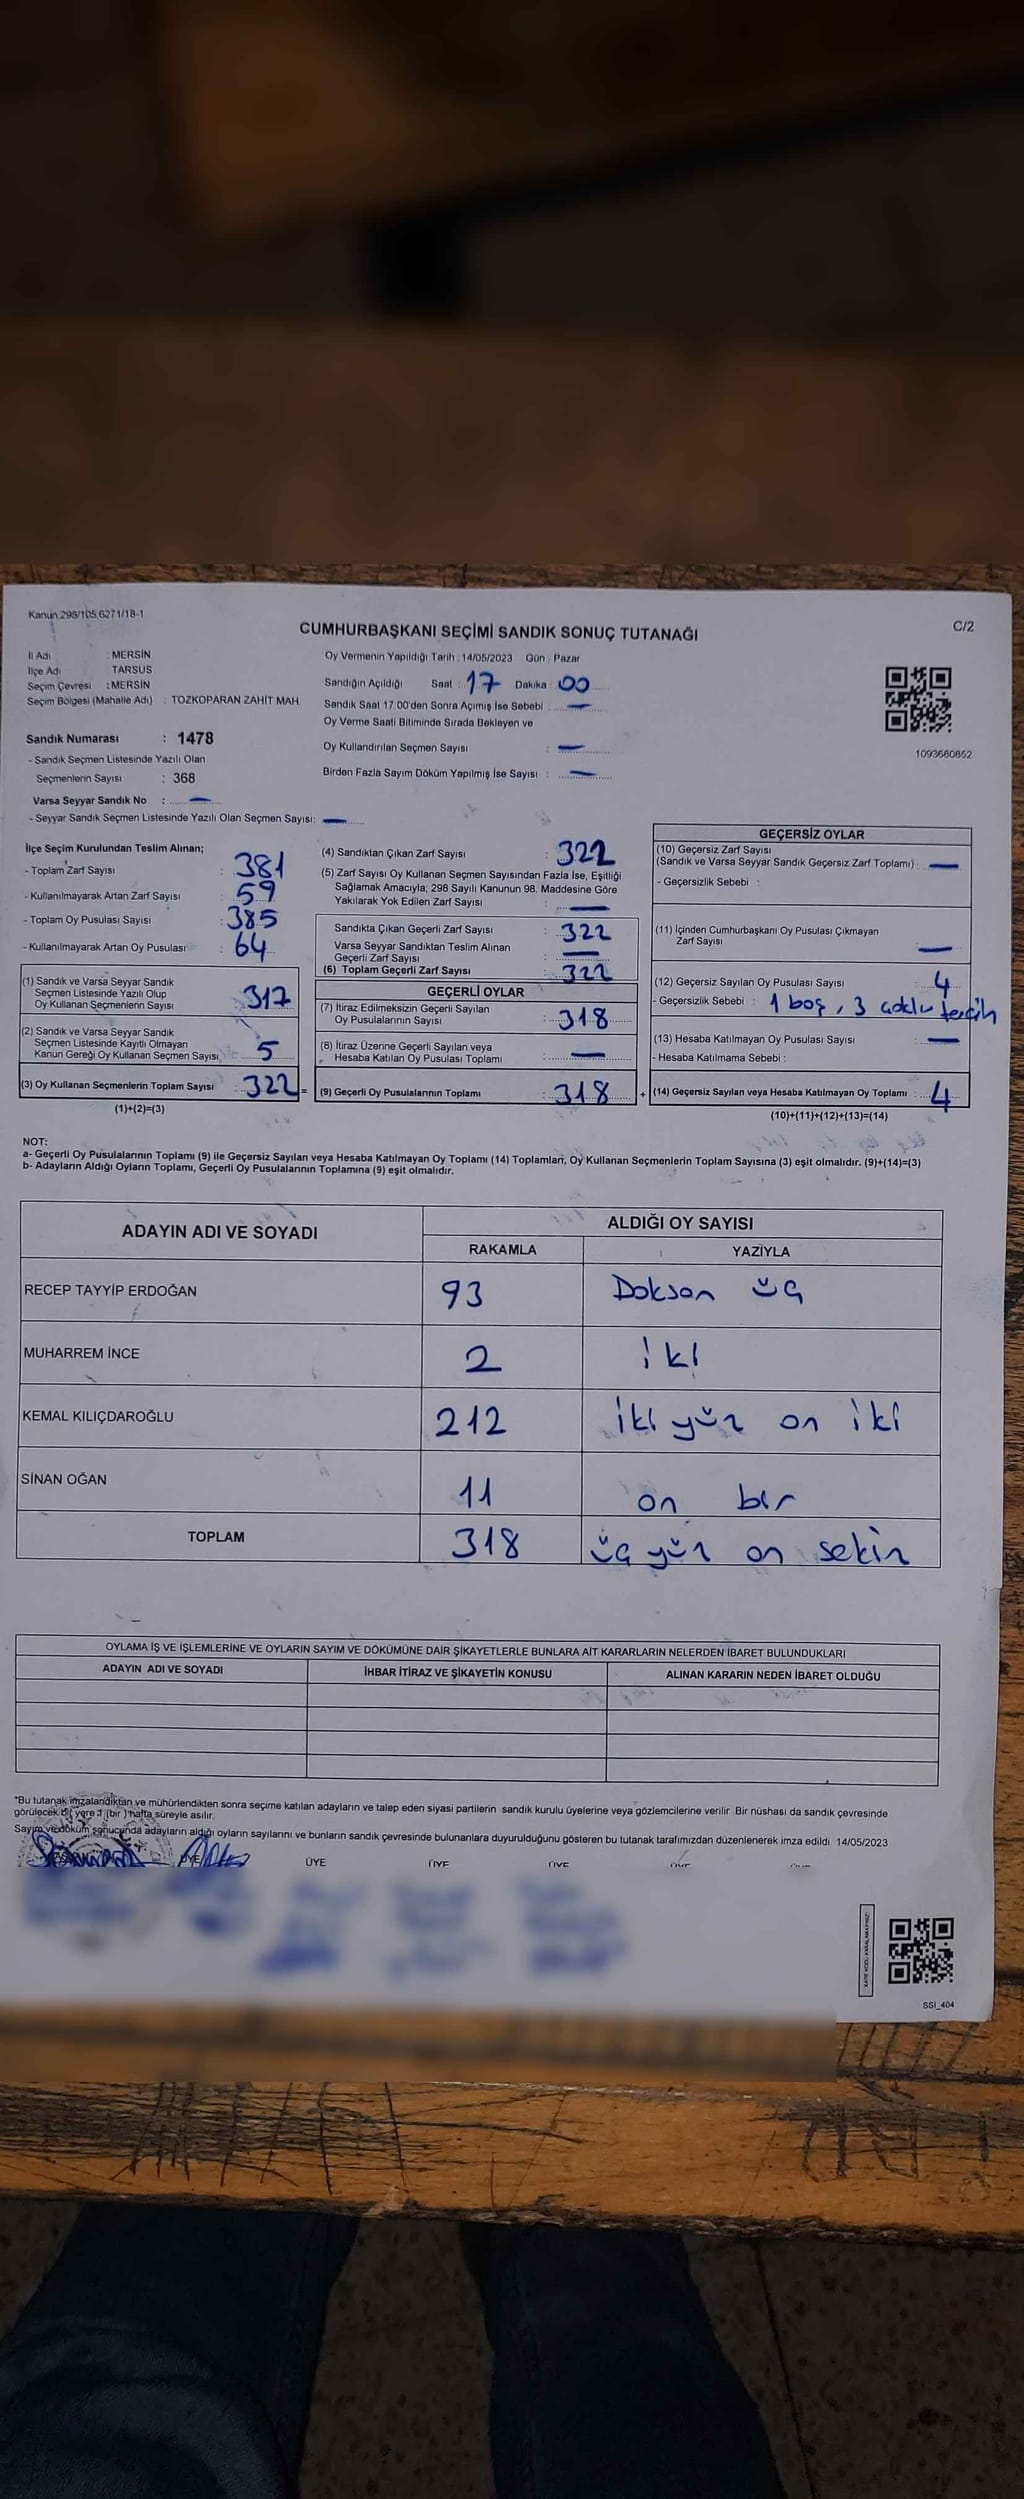 Kanun 298/105,6271/18-1
C/2
CUMHURBAŞKANI SEÇİMİ SANDIK SONUÇ TUTANAĞI
İl Adı : MERSİN
İlçe Adı : TARSUS
Seçim Çevresi : MERSİN
Seçim Bölgesi (Mahalle Adı) : TOZKOPARAN ZAHİT MAH.
Sandık Numarası : 1478
- Sandık Seçmen Listesinde Yazılı Olan
Seçmenlerin Sayısı : 368
Varsa Seyyar Sandık No : —
- Seyyar Sandık Seçmen Listesinde Yazılı Olan Seçmen Sayısı: —
Oy Vermenin Yapıldığı Tarih : 14/05/2023 Gün : Pazar
Sandığın Açıldığı Saat : 17 Dakika : 00
Sandık Saat 17.00'den Sonra Açımış İse Sebebi : —
Oy Verme Saati Bitiminde Sırada Bekleyen ve
Oy Kullandırılan Seçmen Sayısı : —
Birden Fazla Sayım Döküm Yapılmış İse Sayısı : —
1093680852
İlçe Seçim Kurulundan Teslim Alınan;
- Toplam Zarf Sayısı : 381
- Kullanılmayarak Artan Zarf Sayısı : 59
- Toplam Oy Pusulası Sayısı : 385
- Kullanılmayarak Artan Oy Pusulası : 64
(1) Sandık ve Varsa Seyyar Sandık
Seçmen Listesinde Yazılı Olup
Oy Kullanan Seçmenlerin Sayısı : 317
(2) Sandık ve Varsa Seyyar Sandık
Seçmen Listesinde Kayıtlı Olmayan
Kanun Gereği Oy Kullanan Seçmen Sayısı : 5
(3) Oy Kullanan Seçmenlerin Toplam Sayısı : 322 =
(1)+(2)=(3)
(4) Sandıktan Çıkan Zarf Sayısı : 322
(5) Zarf Sayısı Oy Kullanan Seçmen Sayısından Fazla İse, Eşitliği
Sağlamak Amacıyla; 298 Sayılı Kanunun 98. Maddesine Göre
Yakılarak Yok Edilen Zarf Sayısı : —
Sandıkta Çıkan Geçerli Zarf Sayısı : 322
Varsa Seyyar Sandıktan Teslim Alınan
Geçerli Zarf Sayısı : —
(6) Toplam Geçerli Zarf Sayısı : 322
GEÇERLİ OYLAR
(7) İtiraz Edilmeksizin Geçerli Sayılan
Oy Pusulalarının Sayısı : 318
(8) İtiraz Üzerine Geçerli Sayılan veya
Hesaba Katılan Oy Pusulası Toplamı : —
(9) Geçerli Oy Pusulalarının Toplamı : 318 +
GEÇERSİZ OYLAR
(10) Geçersiz Zarf Sayısı
(Sandık ve Varsa Seyyar Sandık Geçersiz Zarf Toplamı) : —
- Geçersizlik Sebebi :
(11) İçinden Cumhurbaşkanı Oy Pusulası Çıkmayan
Zarf Sayısı —
(12) Geçersiz Sayılan Oy Pusulası Sayısı : 4
- Geçersizlik Sebebi : 1 boş, 3 çoklu tercih
(13) Hesaba Katılmayan Oy Pusulası Sayısı : —
- Hesaba Katılmama Sebebi :
(14) Geçersiz Sayılan veya Hesaba Katılmayan Oy Toplamı : 4
(10)+(11)+(12)+(13)=(14)
NOT:
a- Geçerli Oy Pusulalarının Toplamı (9) ile Geçersiz Sayılan veya Hesaba Katılmayan Oy Toplamı (14) Toplamları, Oy Kullanan Seçmenlerin Toplam Sayısına (3) eşit olmalıdır. (9)+(14)=(3)
b- Adayların Aldığı Oyların Toplamı, Geçerli Oy Pusulalarının Toplamına (9) eşit olmalıdır.
ADAYIN ADI VE SOYADI ALDIĞI OY SAYISI
RAKAMLA YAZIYLA
RECEP TAYYİP ERDOĞAN 93 Doksan üç
MUHARREM İNCE 2 iki
KEMAL KILIÇDAROĞLU 212 İki yüz on iki
SİNAN OĞAN 11 on bir
TOPLAM 318 üç yüz on sekiz
OYLAMA İŞ VE İŞLEMLERİNE VE OYLARIN SAYIM VE DÖKÜMÜNE DAİR ŞİKAYETLERLE BUNLARA AİT KARARLARIN NELERDEN İBARET BULUNDUKLARI
ADAYIN ADI VE SOYADI İHBAR İTİRAZ VE ŞİKAYETİN KONUSU ALINAN KARARIN NEDEN İBARET OLDUĞU
*Bu tutanak imzalandıktan ve mühürlendikten sonra seçime katılan adayların ve talep eden siyasi partilerin sandık kurulu üyelerine veya gözlemcilerine verilir. Bir nüshası da sandık çevresinde
görülecek bir yere 1 (bir) hafta süreyle asılır.
Sayım ve döküm sonucunda adayların aldığı oyların sayılarını ve bunların sandık çevresinde bulunanlara duyurulduğunu gösteren bu tutanak tarafımızdan düzenlenerek imza edildi. 14/05/2023
ÜYE ÜYE ÜYE ÜYE
SSI_404